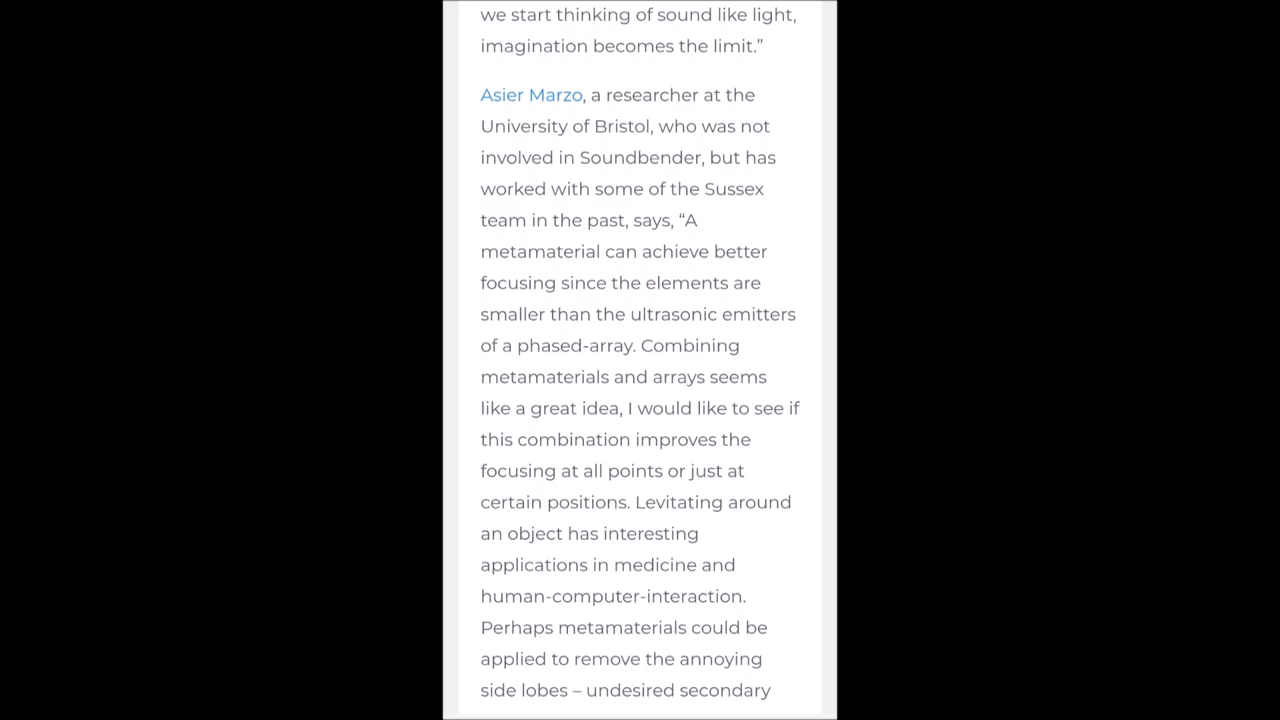 we start thinking of sound like light,
imagination becomes the limit.”
Asier Marzo, a researcher at the
University of Bristol, who was not
involved in Soundbender, but has
worked with some of the Sussex
team in the past, says, “A
metamaterial can achieve better
focusing since the elements are
smaller than the ultrasonic emitters
of a phased-array. Combining
metamaterials and arrays seems
like a great idea, I would like to see if
this combination improves the
focusing at all points or just at
certain positions. Levitating around
an object has interesting
applications in medicine and
human-computer-interaction.
Perhaps metamaterials could be
applied to remove the annoying
side lobes – undesired secondary